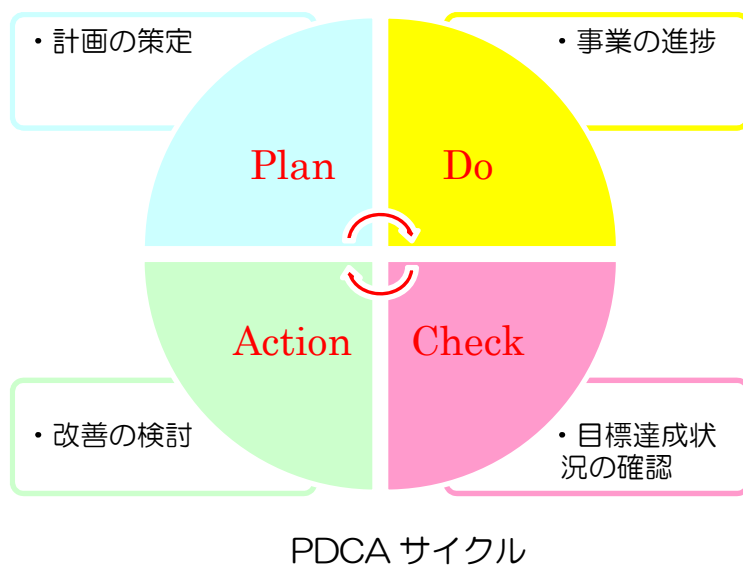 ・計画の策定
・事業の進捗
Plan
Do
Action
Check
・改善の検討
・目標達成状
況の確認
PDCA サイクル